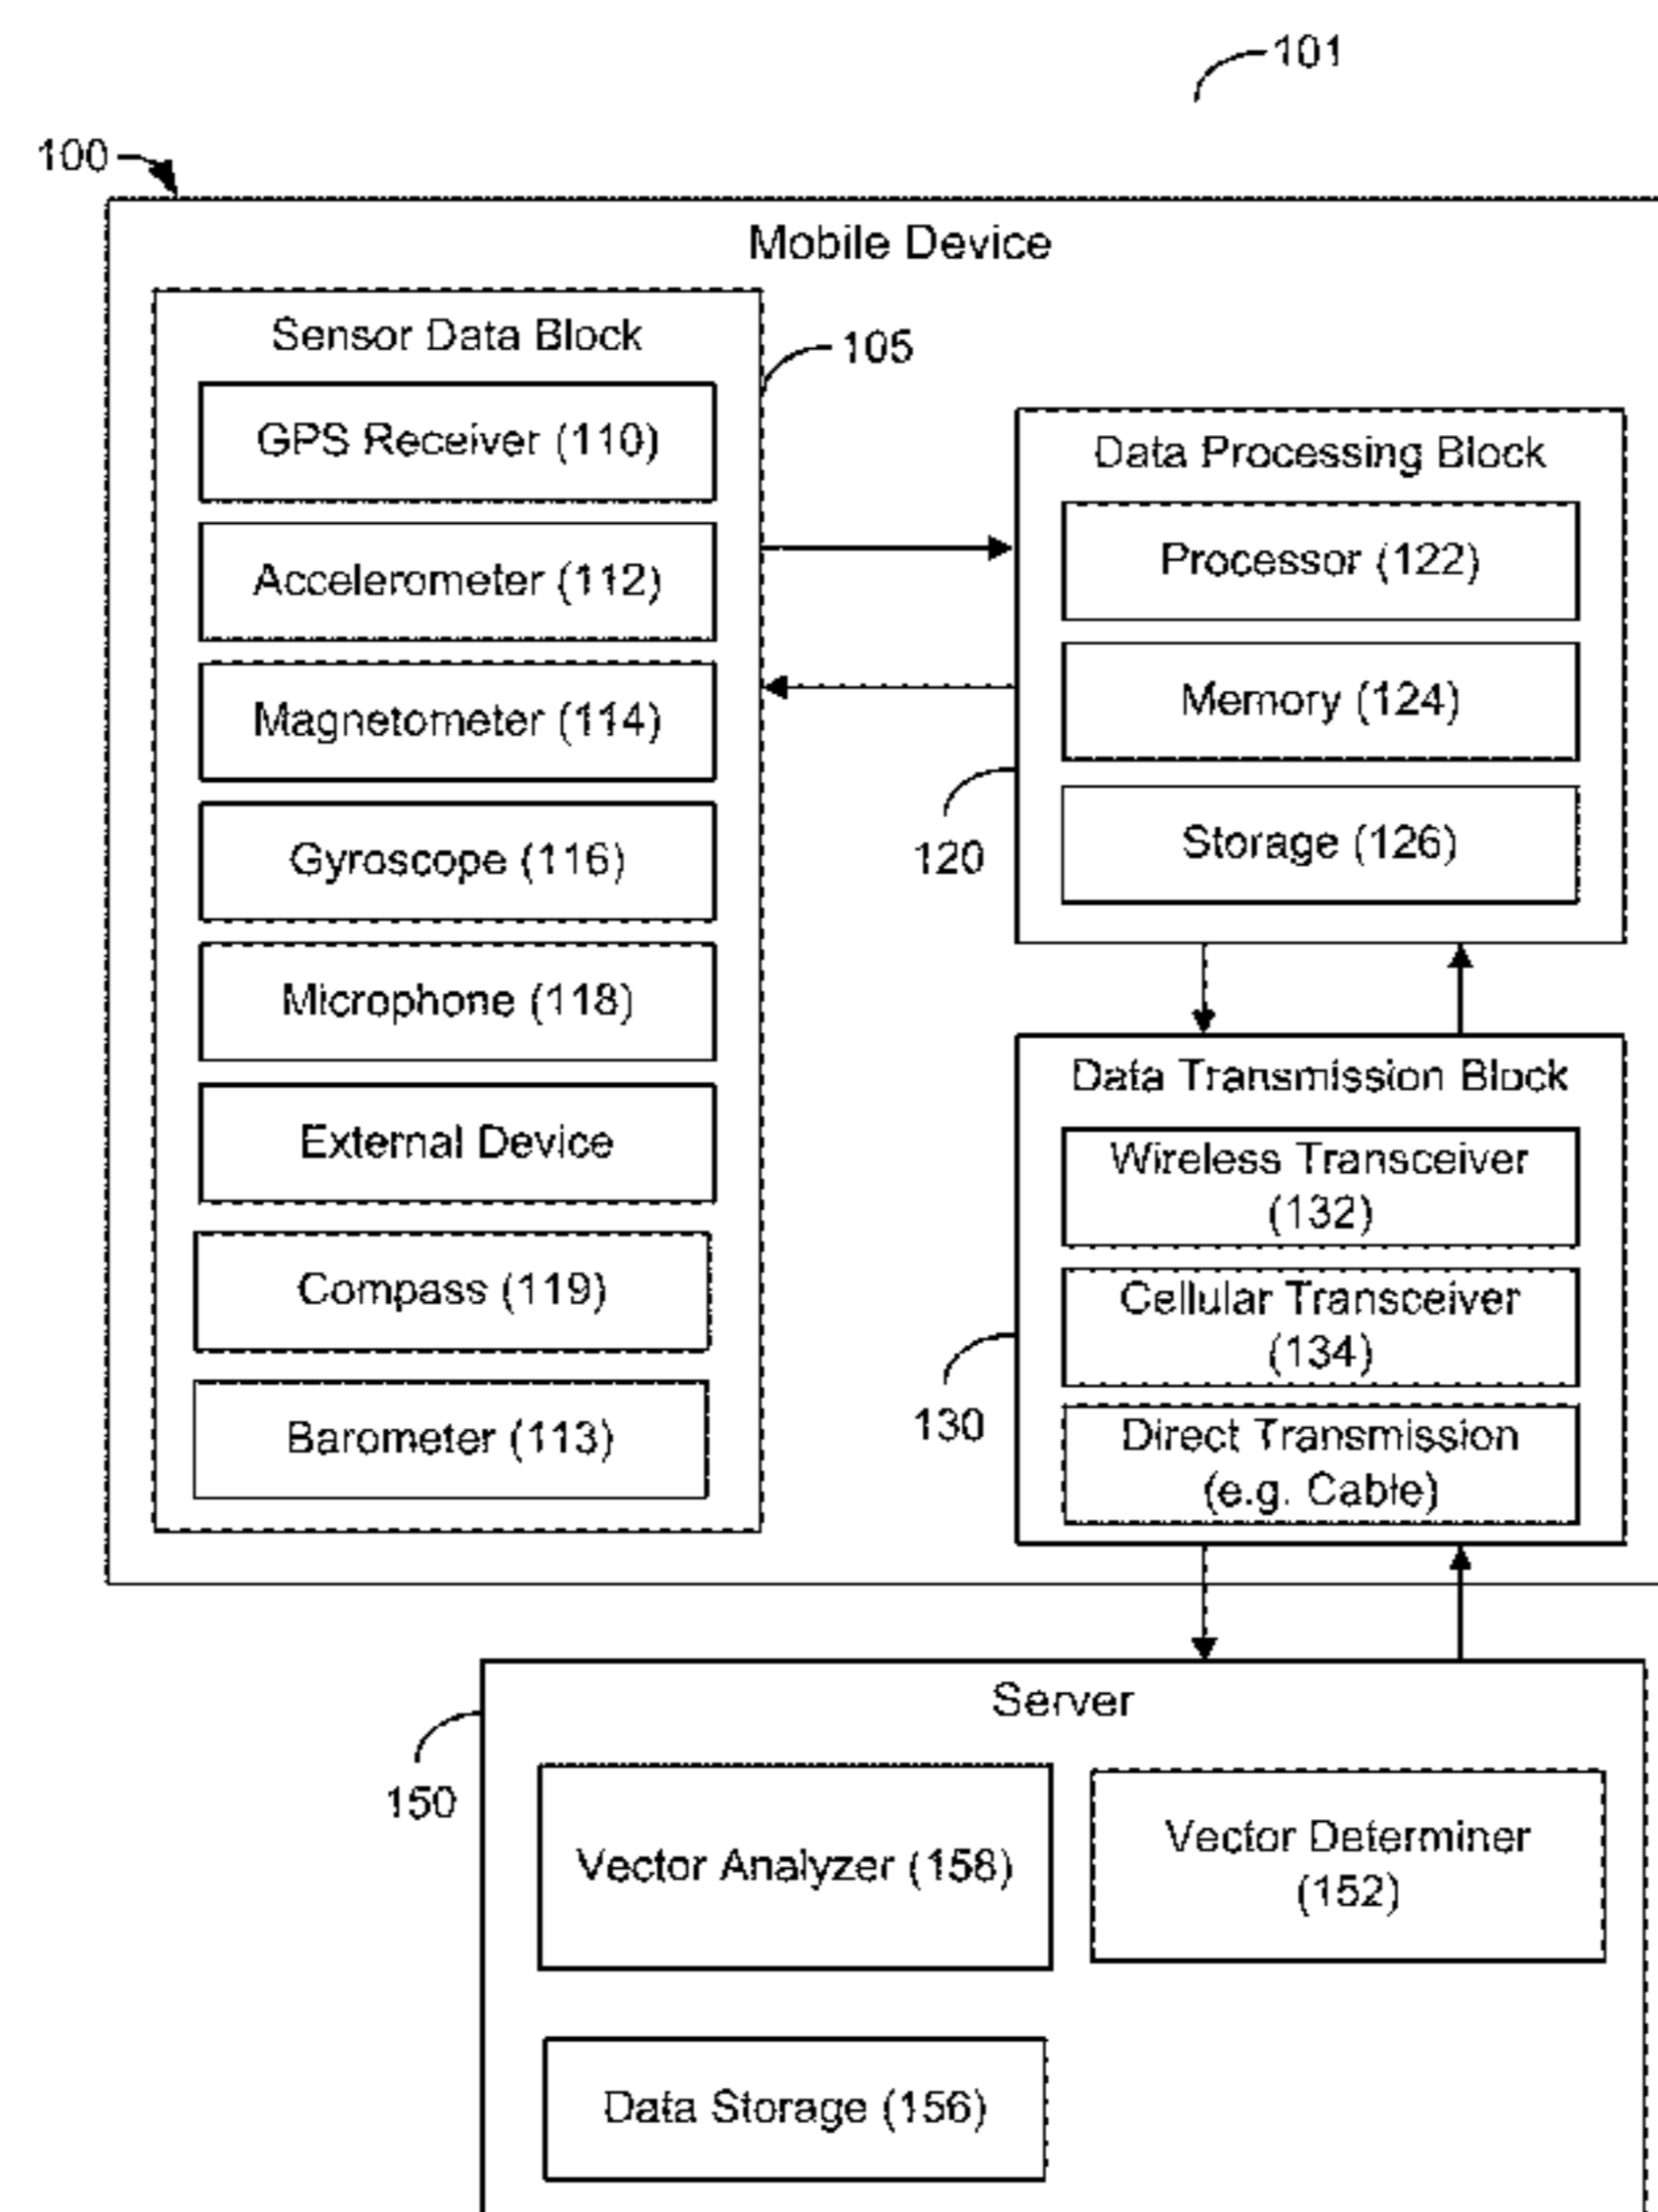 101
100
Mobile Device
Sensor Data Block
105
GPS Receiver (110)
Accelerometer (112)
Magnetometer (114)
Gyroscope (116)
Microphone (118)
External Device
Compass (119)
Barometer (113)
Data Processing Block
Processor (122)
Memory (124)
Storage (126)
120
Data Transmission Block
Wireless Transceiver
(132)
Cellular Transceiver
(134)
Direct Transmission
(e.g. Cable)
130
Server
150
Vector Analyzer (158)
Vector Determiner
(152)
Data Storage (156)